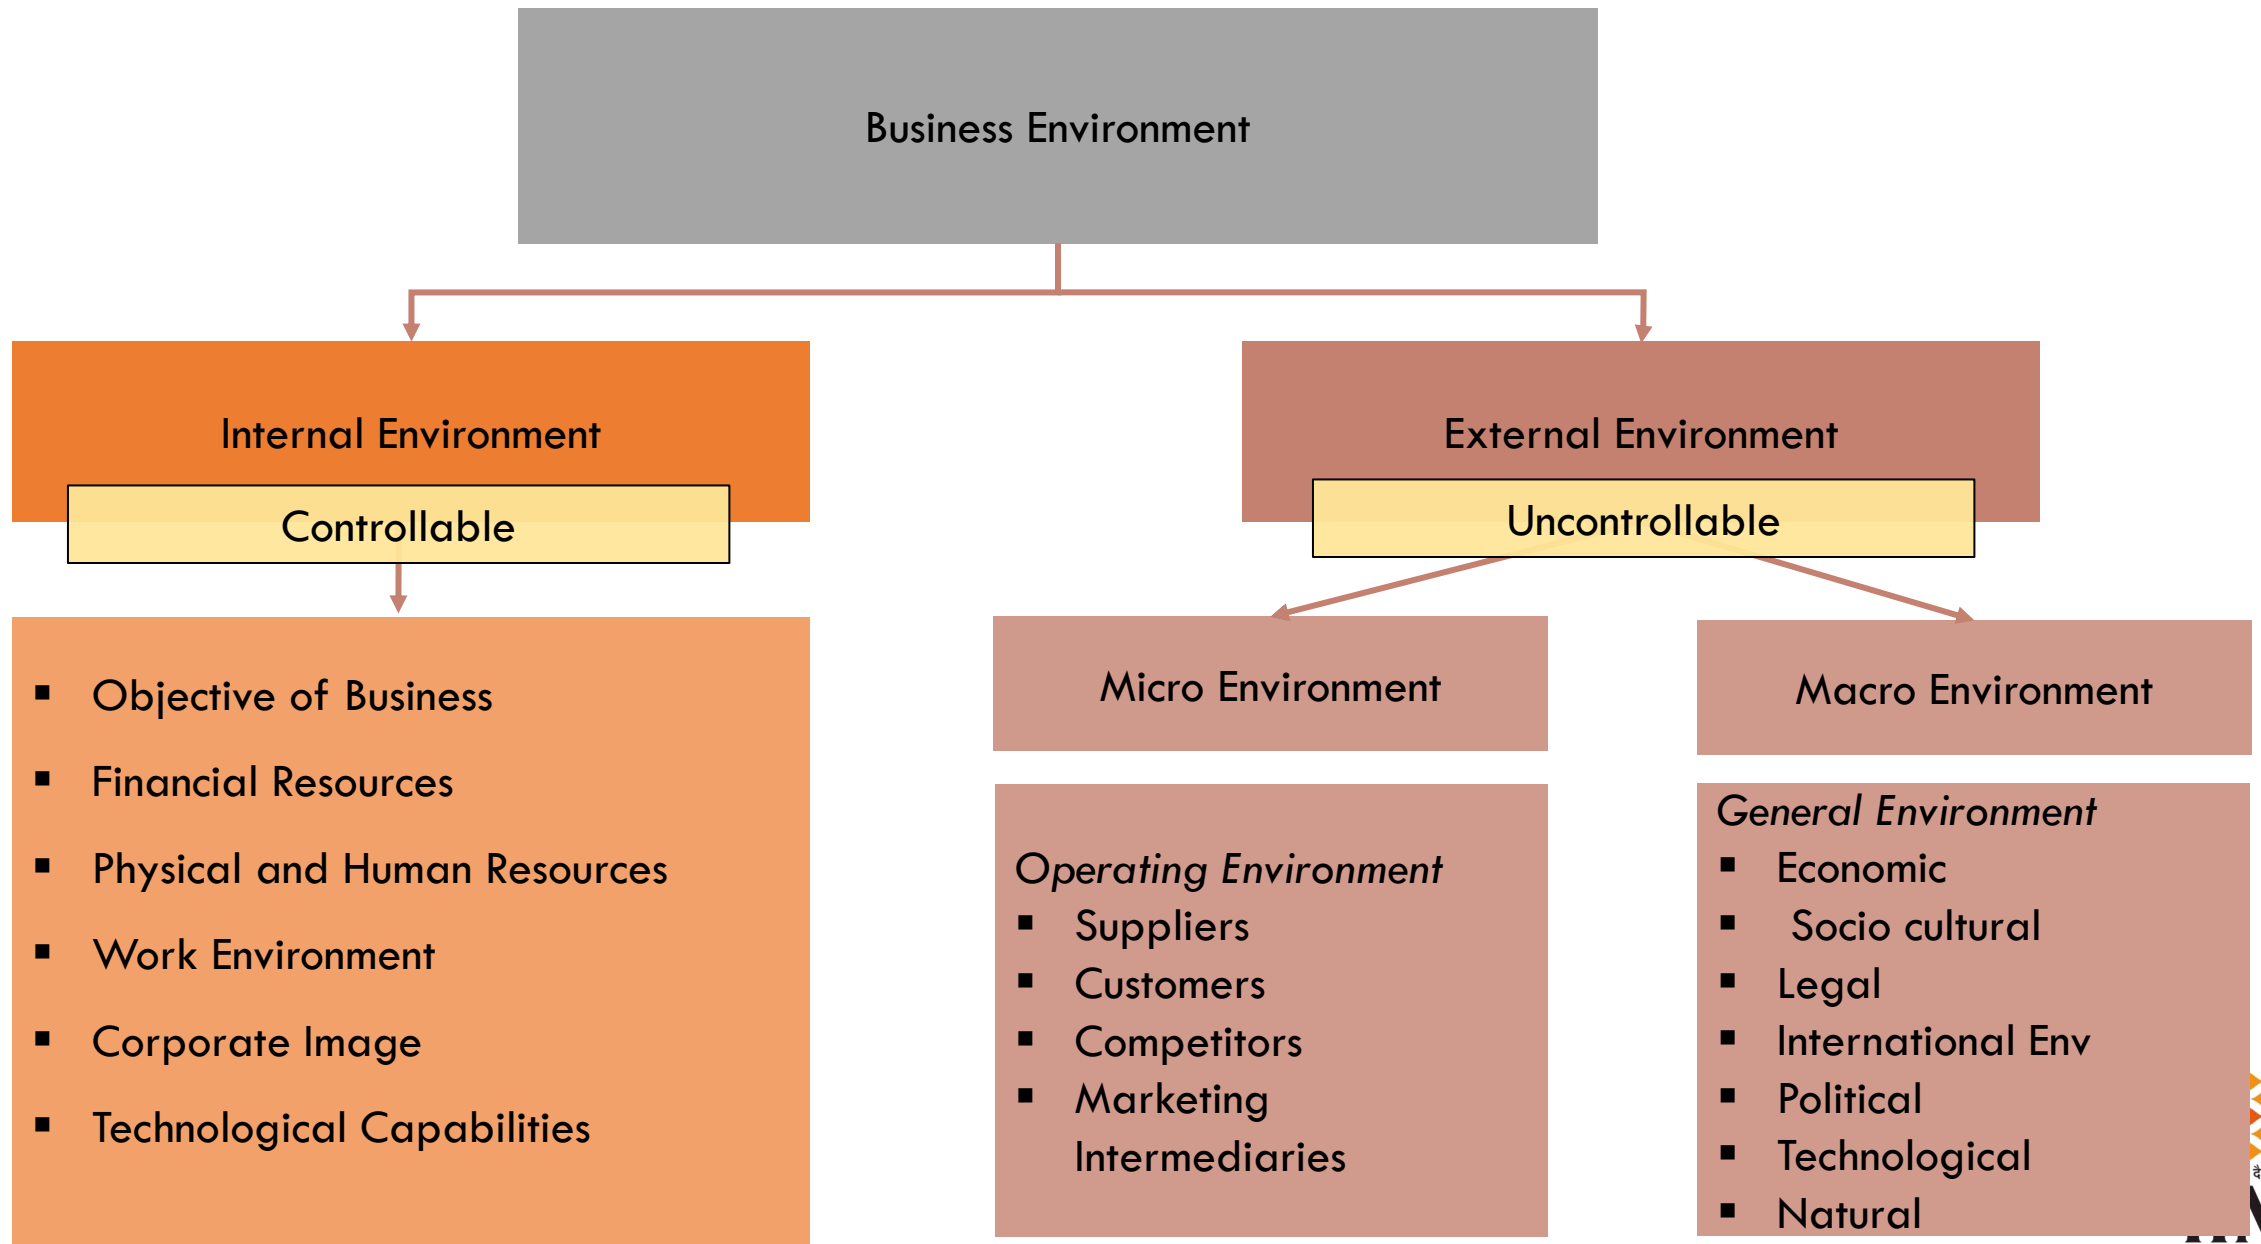 Business Environment
Internal Environment
Controllable
External Environment
Uncontrollable
▪ Objective of Business
▪ Financial Resources
▪ Physical and Human Resources
▪ Work Environment
▪ Corporate Image
▪ Technological Capabilities
Micro Environment
Operating Environment
▪ Suppliers
▪ Customers
▪ Competitors
▪ Marketing
Intermediaries
Macro Environment
General Environment
▪ Economic
▪ Socio cultural
▪ Legal
▪ International Env
▪ Political
▪ Technological
▪ Natural